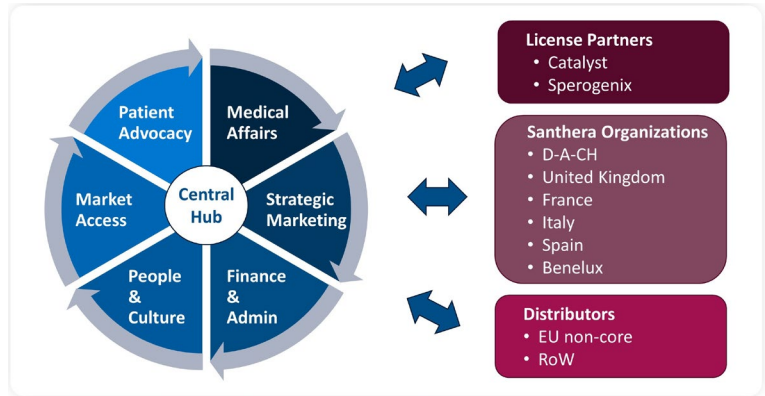 Patient
Advocacy
Medical
Affairs
Market
Access
Central
Hub
Strategic
Marketing
People
&
Culture
Finance
&
Admin
License Partners
• Catalyst
• Sperogenix
Santhera Organizations
• D-A-CH
• United Kingdom
• France
• Italy
• Spain
• Benelux
Distributors
• EU non-core
• RoW